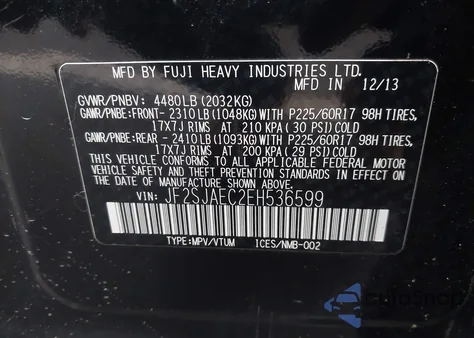 MFD BY FUJI HEAVY INDUSTRIES LTD.
MFD IN 12/13
GVWR/PNBV: 4480LB (2032KG)
GAWR/PNBE: FRONT- 2310LB (1048KG) WITH/AVEC P225/60R17 98H TIRES,
17X7J RIMS AT 210 KPA ( 30 PSI) COLD
GAWR/PNBE: REAR - 2410LB (1093KG) WITH/AVEC P225/60R17 98H TIRES,
17X7J RIMS AT 200 KPA ( 29 PSI) COLD
THIS VEHICLE CONFORMS TO ALL APPLICABLE FEDERAL MOTOR
VEHICLE SAFETY, BUMPER, AND THEFT PREVENTION STANDARDS IN EFFECT
ON THE DATE OF MANUFACTURE SHOWN ABOVE.
VIN: JF2SJAEC2EH536599
TYPE:MPV/VTUM ICES/NMB-002
AutoSnap